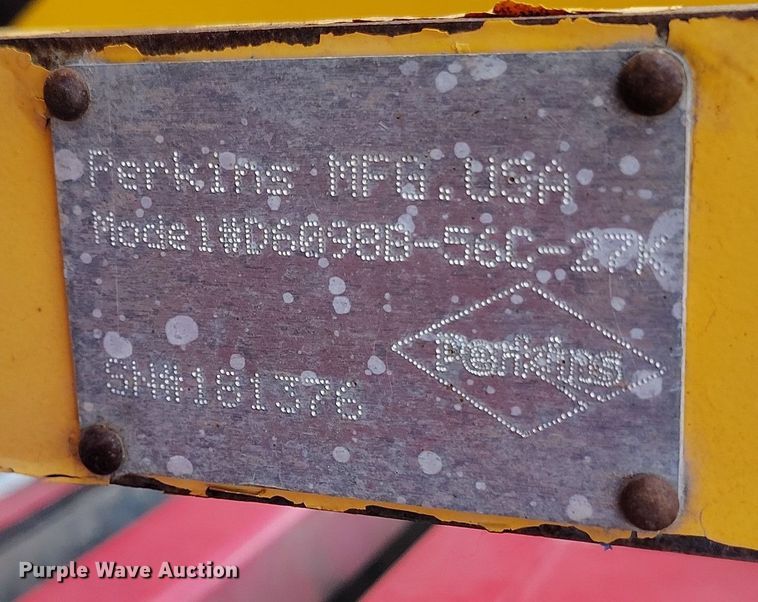 Perkins MFG.USA
Model#D6098B-56C-27K
SN#181376
Perkins
Purple Wave Auction